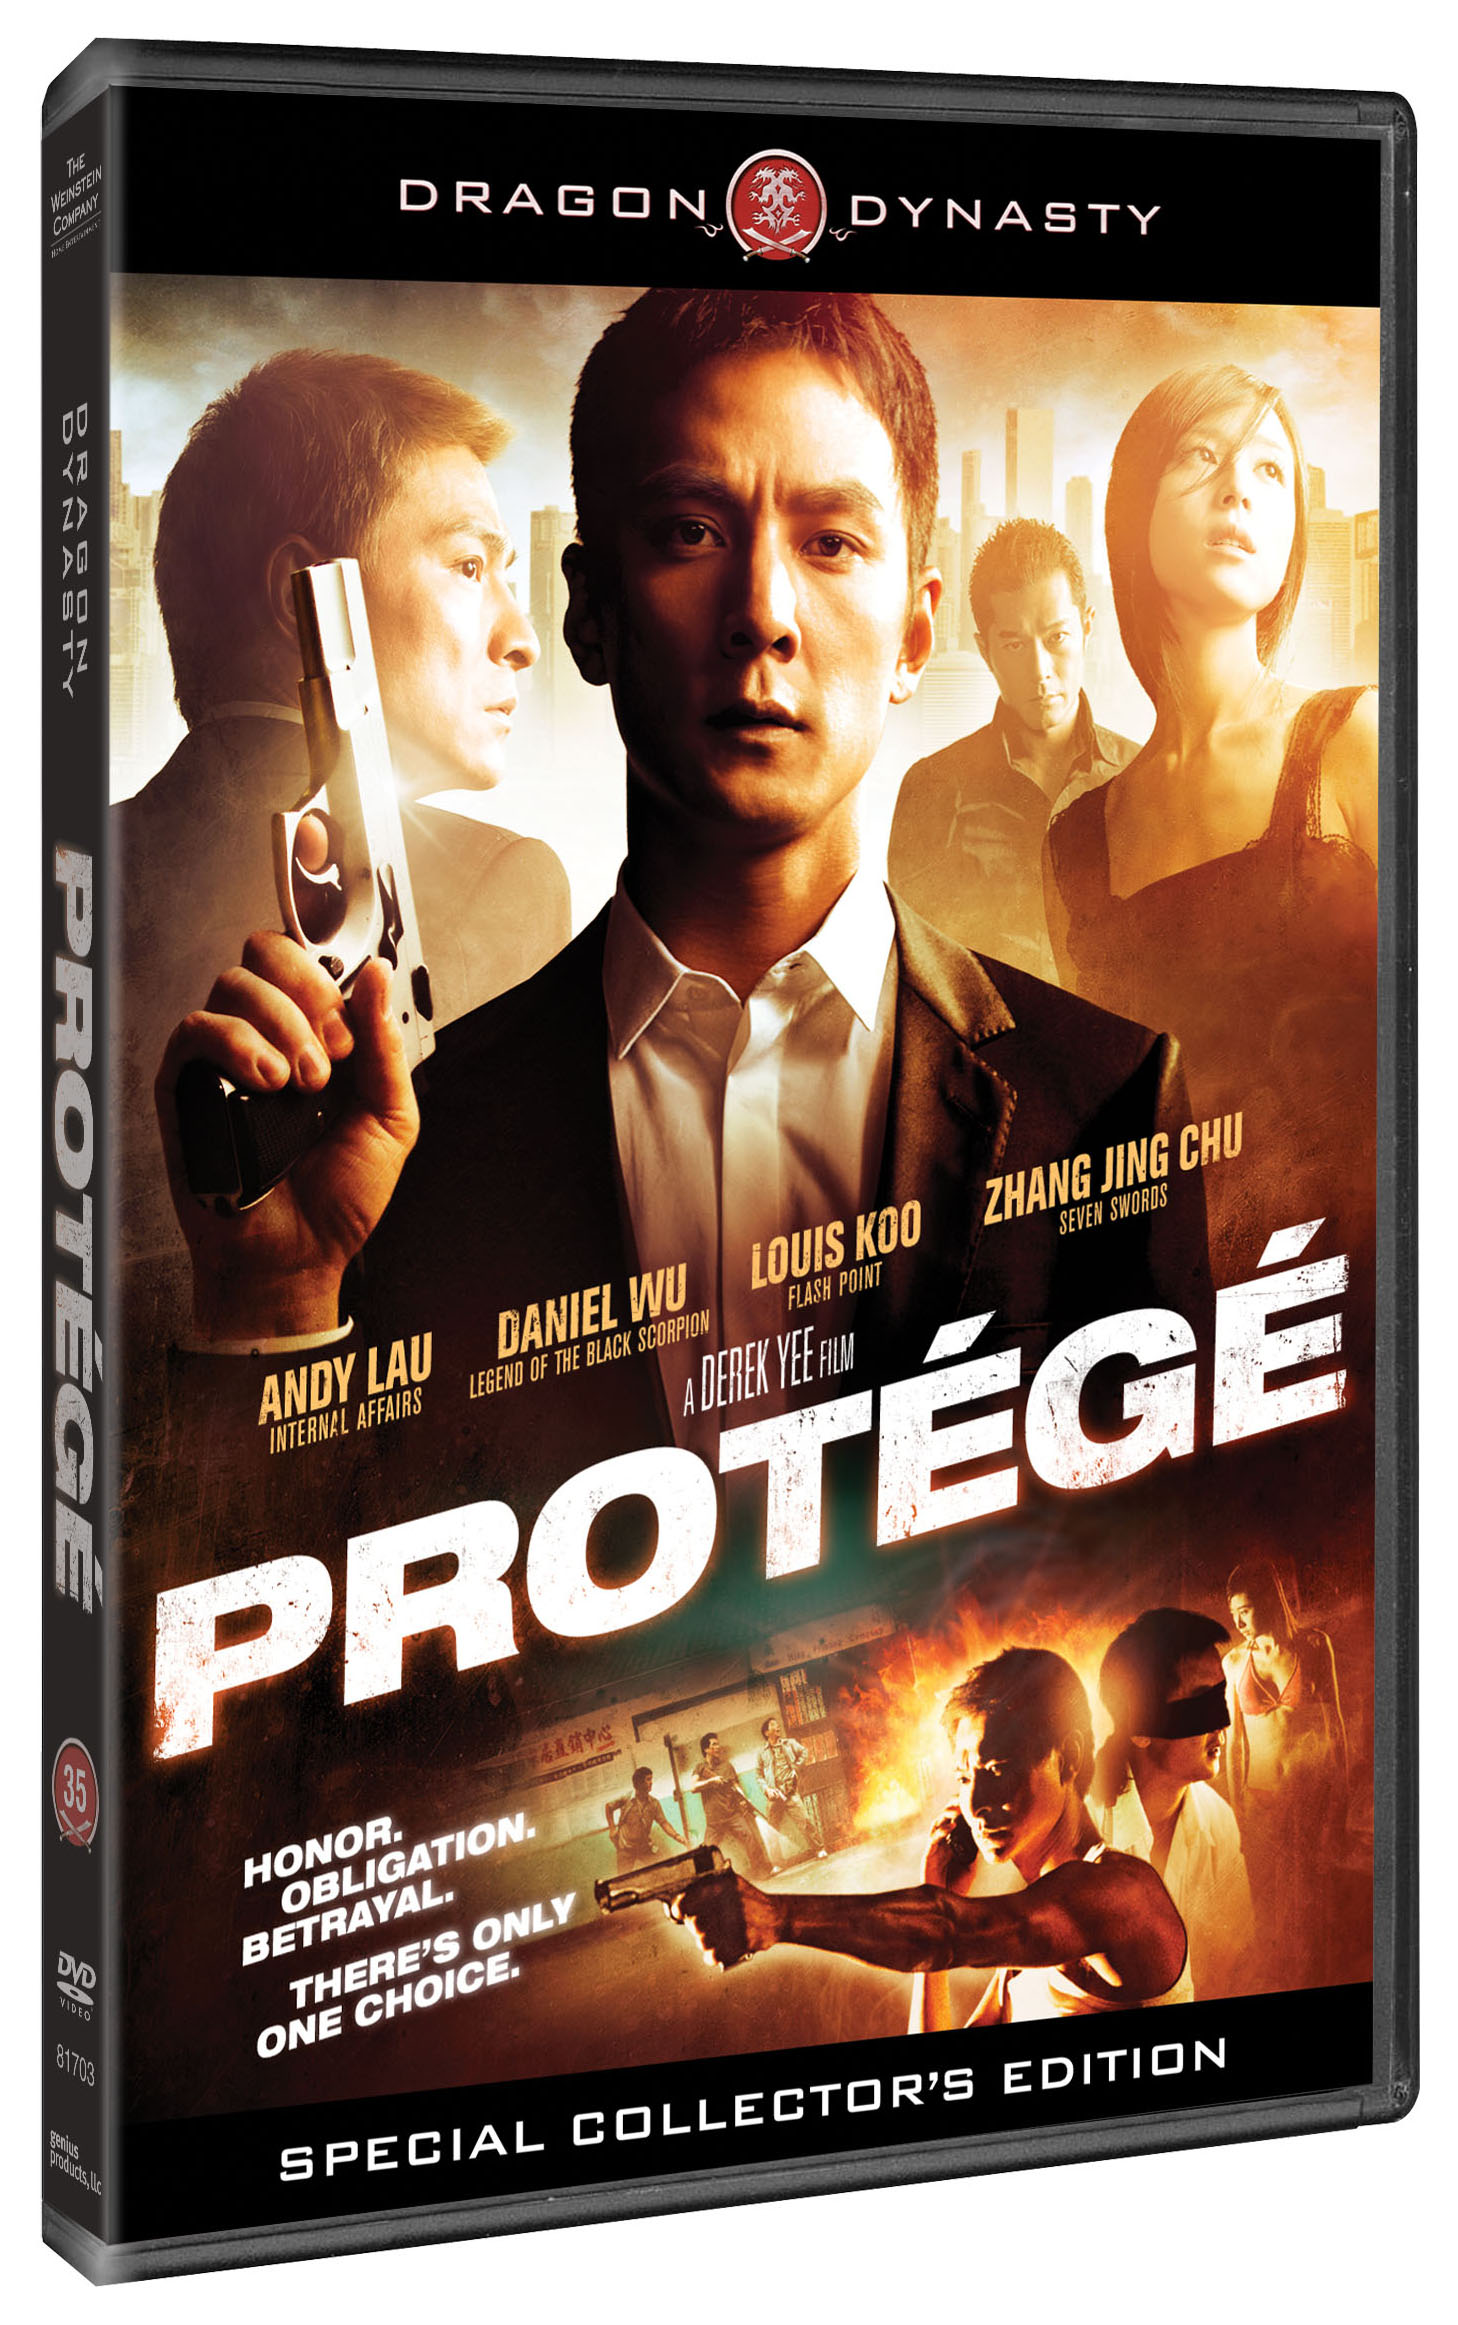 THE
WEINSTEIN
COMPANY
HOME ENTERTAINMENT
DRAGON
DYNASTY
PROTÉGÉ
35
DVD
VIDEO
81703
genius
products, llc
DRAGON DYNASTY
ANDY LAU
INTERNAL AFFAIRS
DANIEL WU
LEGEND OF THE BLACK SCORPION
LOUIS KOO
FLASH POINT
ZHANG JING CHU
SEVEN SWORDS
A DEREK YEE FILM
PROTÉGÉ
HONOR.
OBLIGATION.
BETRAYAL.
THERE'S ONLY
ONE CHOICE.
SPECIAL COLLECTOR'S EDITION